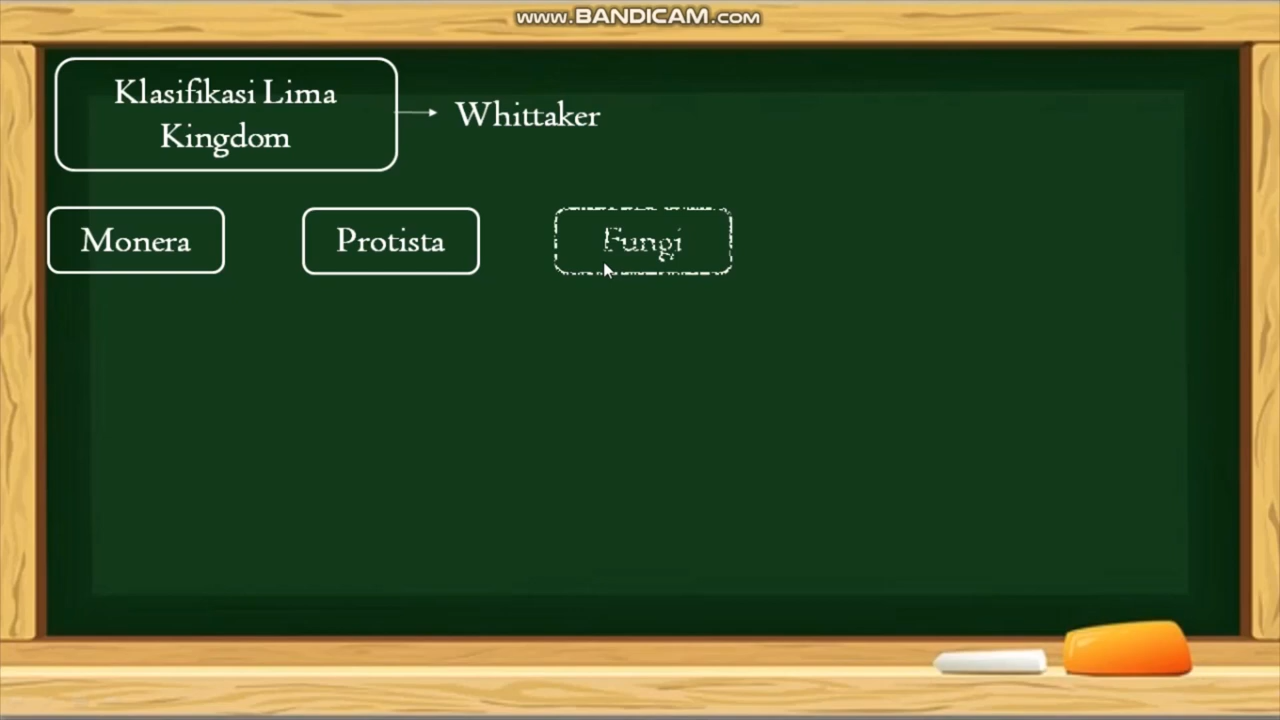 www.BANDICAM.com
Klasifikasi Lima
Kingdom
Whittaker
Monera
Protista
Fungi